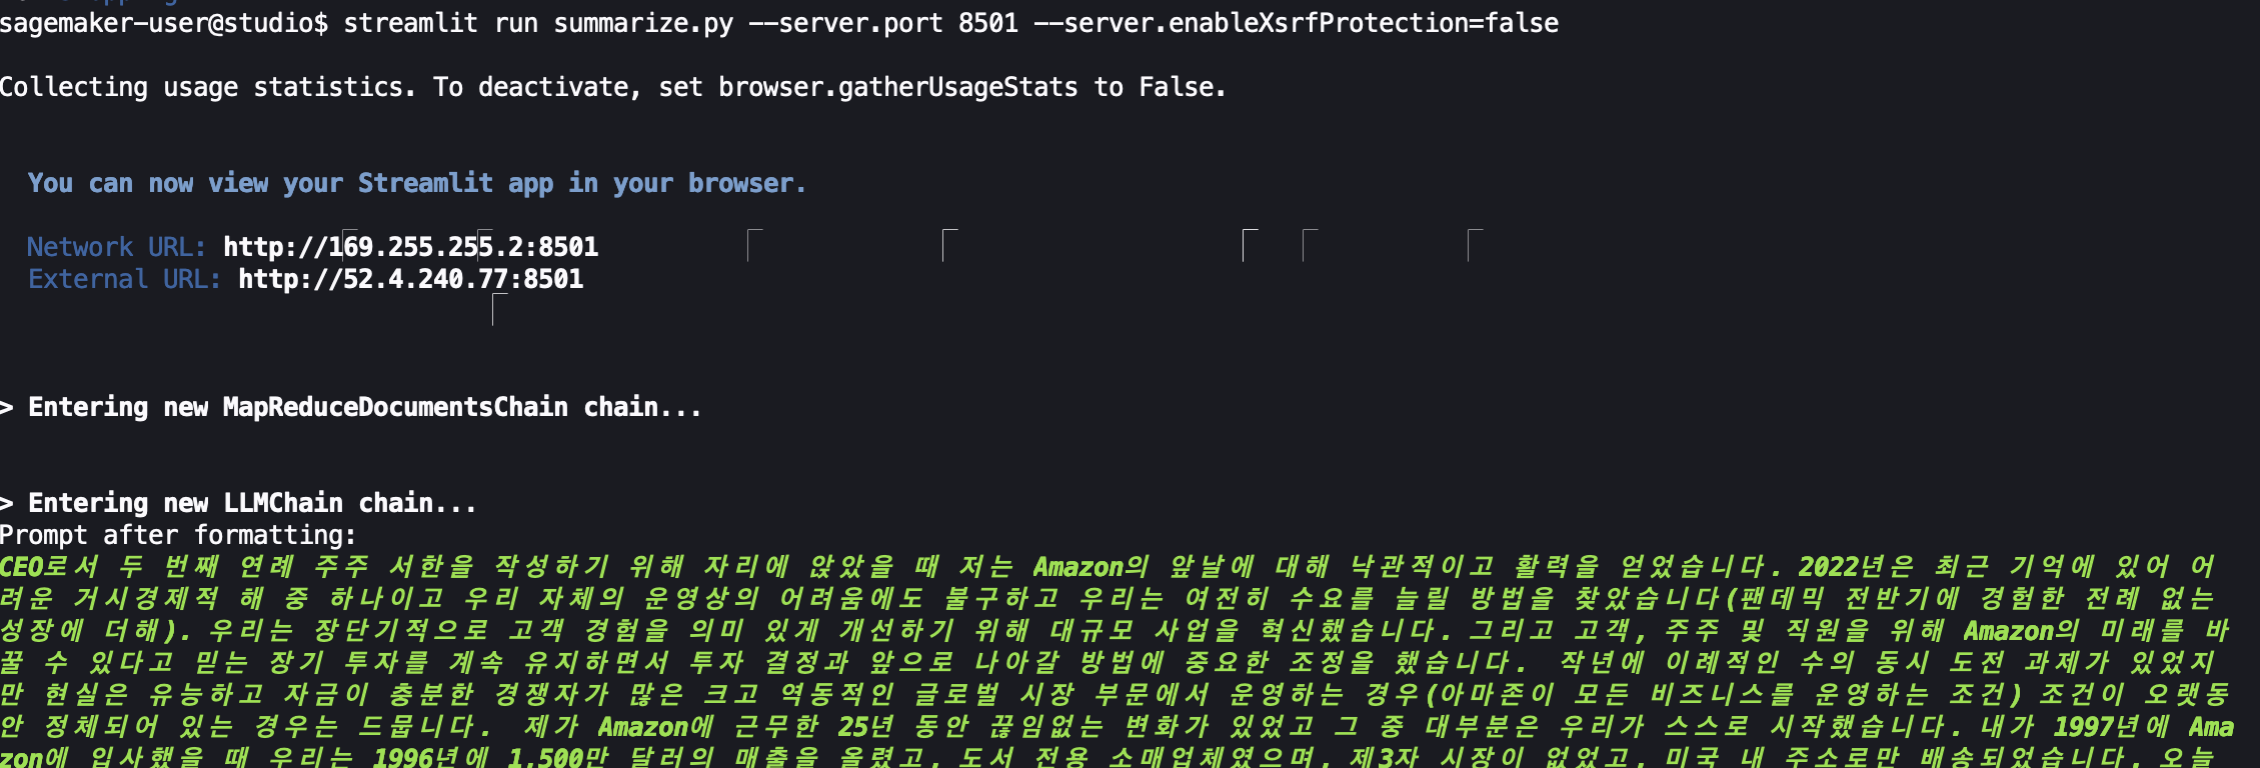 sagemaker-user@studio$ streamlit run summarize.py --server.port 8501 --server.enableXsrfProtection=false
Collecting usage statistics. To deactivate, set browser.gatherUsageStats to False.
You can now view your Streamlit app in your browser.
Network URL: http://169.255.255.2:8501
External URL: http://52.4.240.77:8501
> Entering new MapReduceDocumentsChain chain...
> Entering new LLMChain chain...
Prompt after formatting:
CEO로서 두 번째 연례 주주 서한을 작성하기 위해 자리에 앉았을 때 저는 Amazon의 앞날에 대해 낙관적이고 활력을 얻었습니다. 2022년은 최근 기억에 있어 어
려운 거시경제적 해 중 하나이고 우리 자체의 운영상의 어려움에도 불구하고 우리는 여전히 수요를 늘릴 방법을 찾았습니다(팬데믹 전반기에 경험한 전례 없는
성장에 더해). 우리는 장단기적으로 고객 경험을 의미 있게 개선하기 위해 대규모 사업을 혁신했습니다. 그리고 고객, 주주 및 직원을 위해 Amazon의 미래를 바
꿀 수 있다고 믿는 장기 투자를 계속 유지하면서 투자 결정과 앞으로 나아갈 방법에 중요한 조정을 했습니다. 작년에 이례적인 수의 동시 도전 과제가 있었지
만 현실은 유능하고 자금이 충분한 경쟁자가 많은 크고 역동적인 글로벌 시장 부문에서 운영하는 경우(아마존이 모든 비즈니스를 운영하는 조건) 조건이 오랫동
안 정체되어 있는 경우는 드뭅니다. 제가 Amazon에 근무한 25년 동안 끊임없는 변화가 있었고 그 중 대부분은 우리가 스스로 시작했습니다. 내가 1997년에 Ama
zon에 입사했을 때 우리는 1996년에 1,500만 달러의 매출을 올렸고, 도서 전용 소매업체였으며, 제3자 시장이 없었고, 미국 내 주소로만 배송되었습니다. 오늘